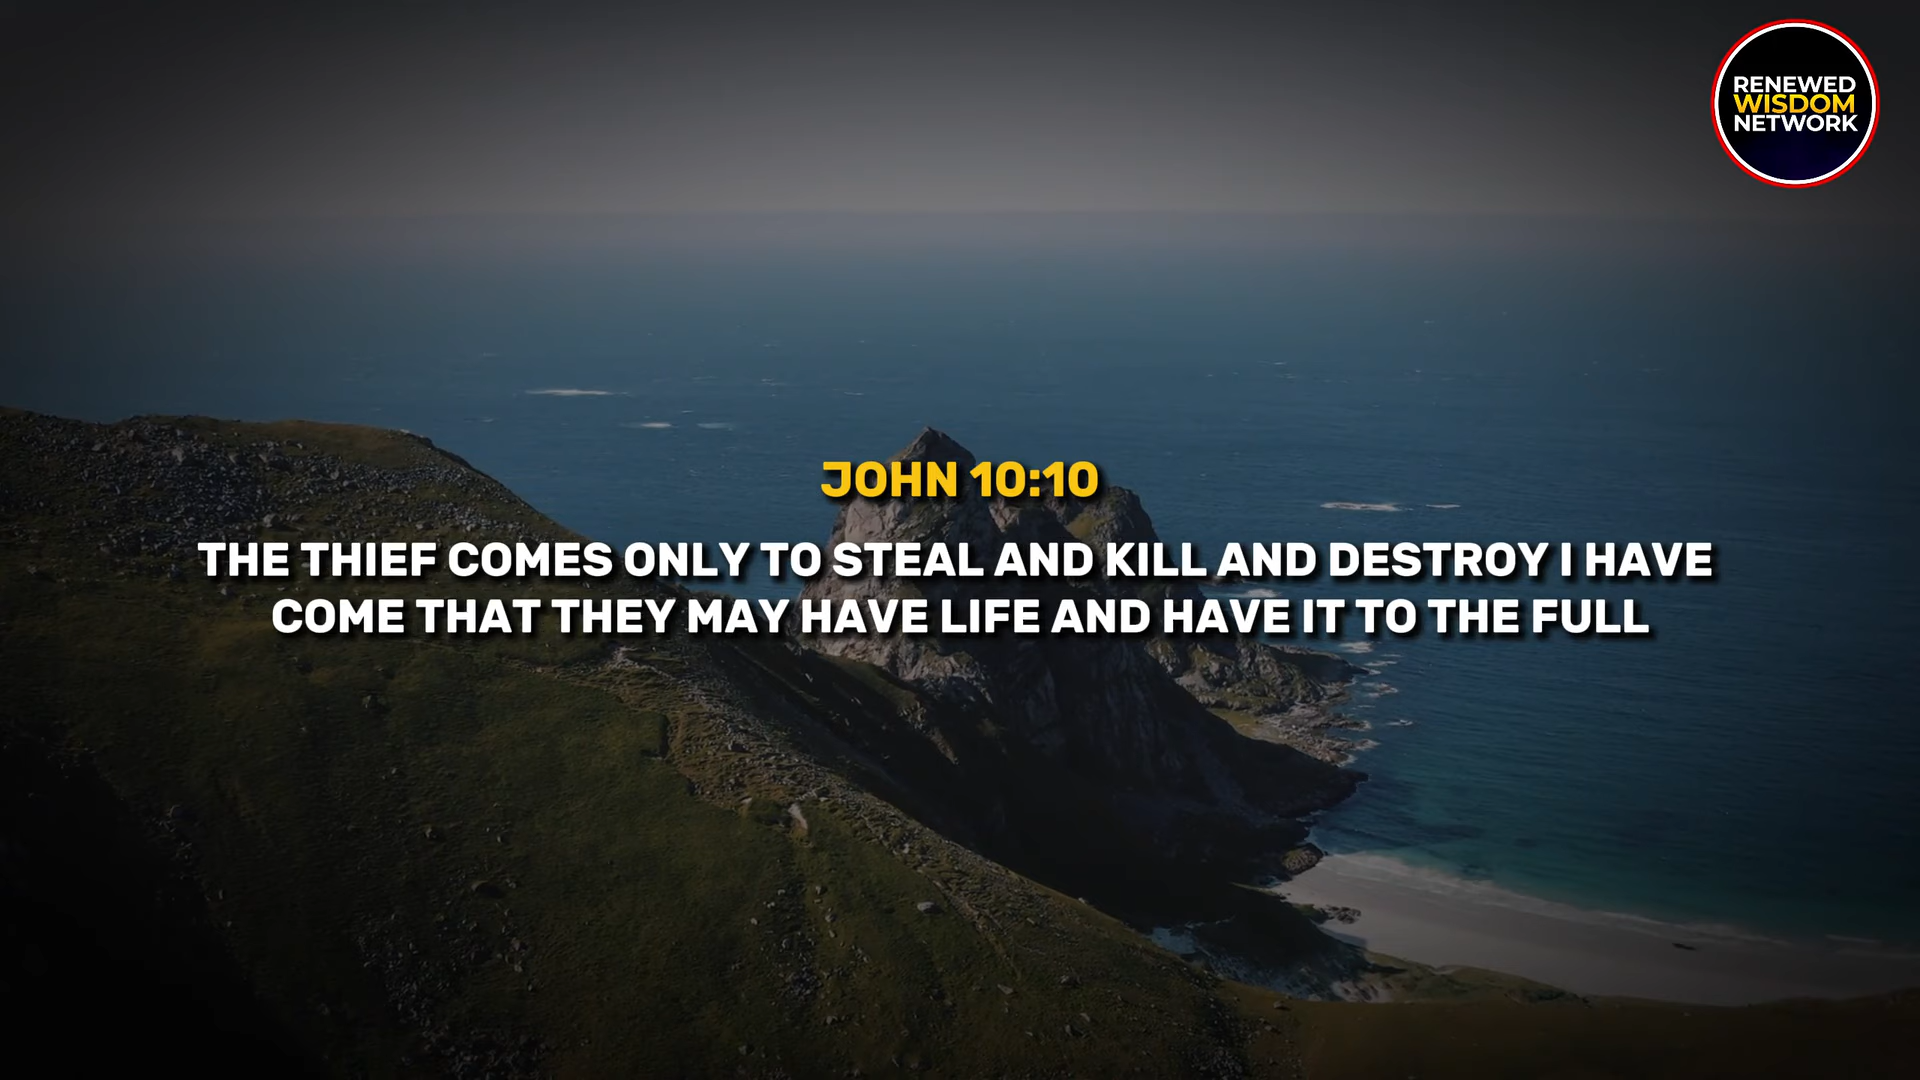 RENEWED
WISDOM
NETWORK
JOHN 10:10
THE THIEF COMES ONLY TO STEAL AND KILL AND DESTROY I HAVE
COME THAT THEY MAY HAVE LIFE AND HAVE IT TO THE FULL